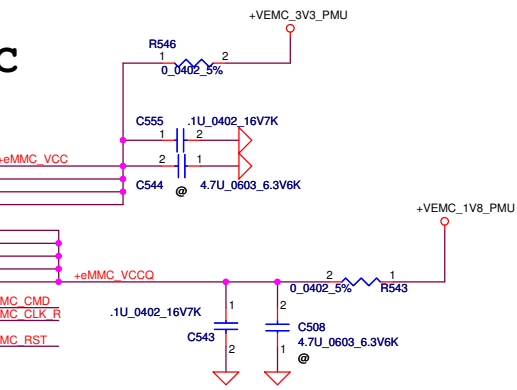 +VEMC_3V3_PMU
R546
1 2
0_0402_5%
C
C555 .1U_0402_16V7K
1 2
+eMMC_VCC
2 1
C544 @ 4.7U_0603_6.3V6K
+VEMC_1V8_PMU
+eMMC_VCCQ
2 1
0_0402_5% R543
MC_CMD
MC_CLK_R
.1U_0402_16V7K
1 2
C508
C543
4.7U_0603_6.3V6K
MC_RST
2 1
@